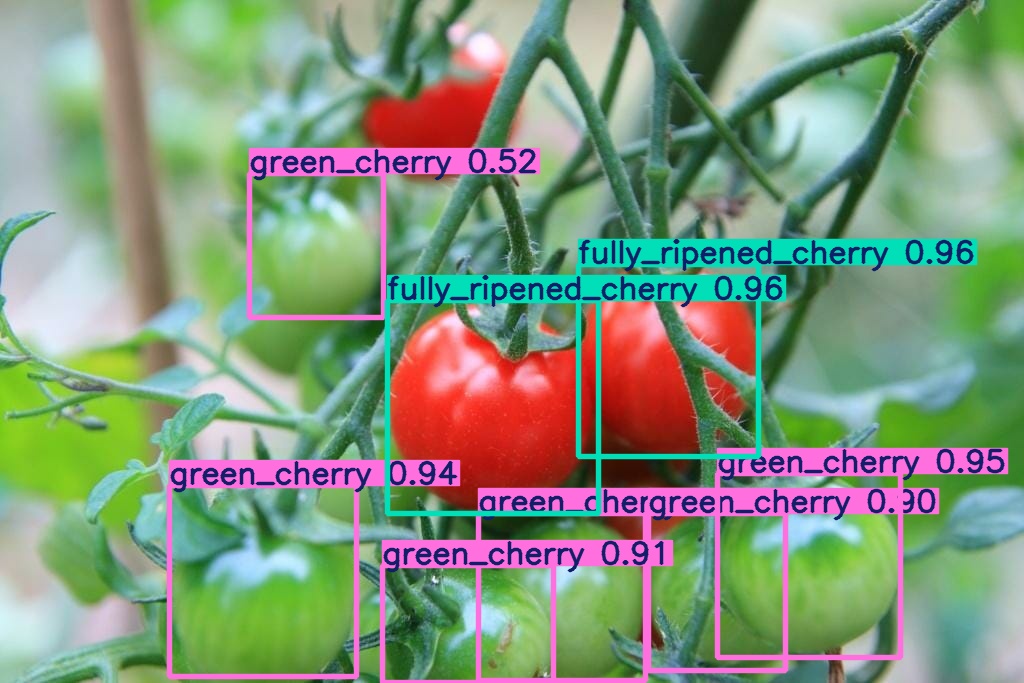 green_cherry 0.52
fully_ripened_cherry 0.96
fully_ripened_cherry 0.96
green_cherry 0.95
green_cherry 0.94
green_cher
green_cherry 0.90
green_cherry 0.91